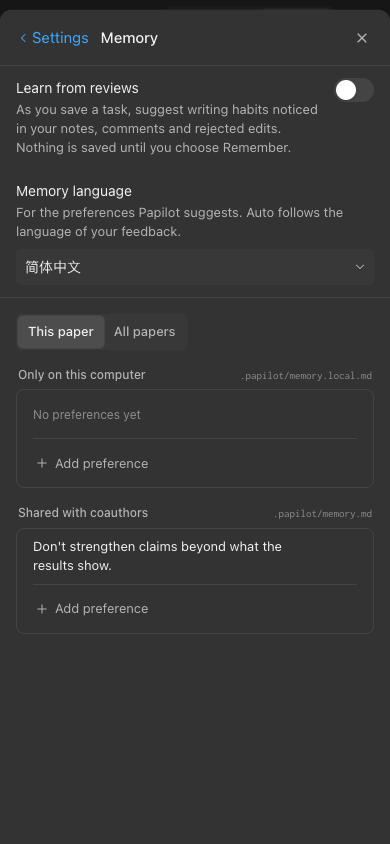 Settings Memory
Learn from reviews
As you save a task, suggest writing habits noticed
in your notes, comments and rejected edits.
Nothing is saved until you choose Remember.
Memory language
For the preferences Papilot suggests. Auto follows the
language of your feedback.
简体中文
This paper All papers
Only on this computer .papilot/memory.local.md
No preferences yet
+ Add preference
Shared with coauthors .papilot/memory.md
Don't strengthen claims beyond what the
results show.
+ Add preference